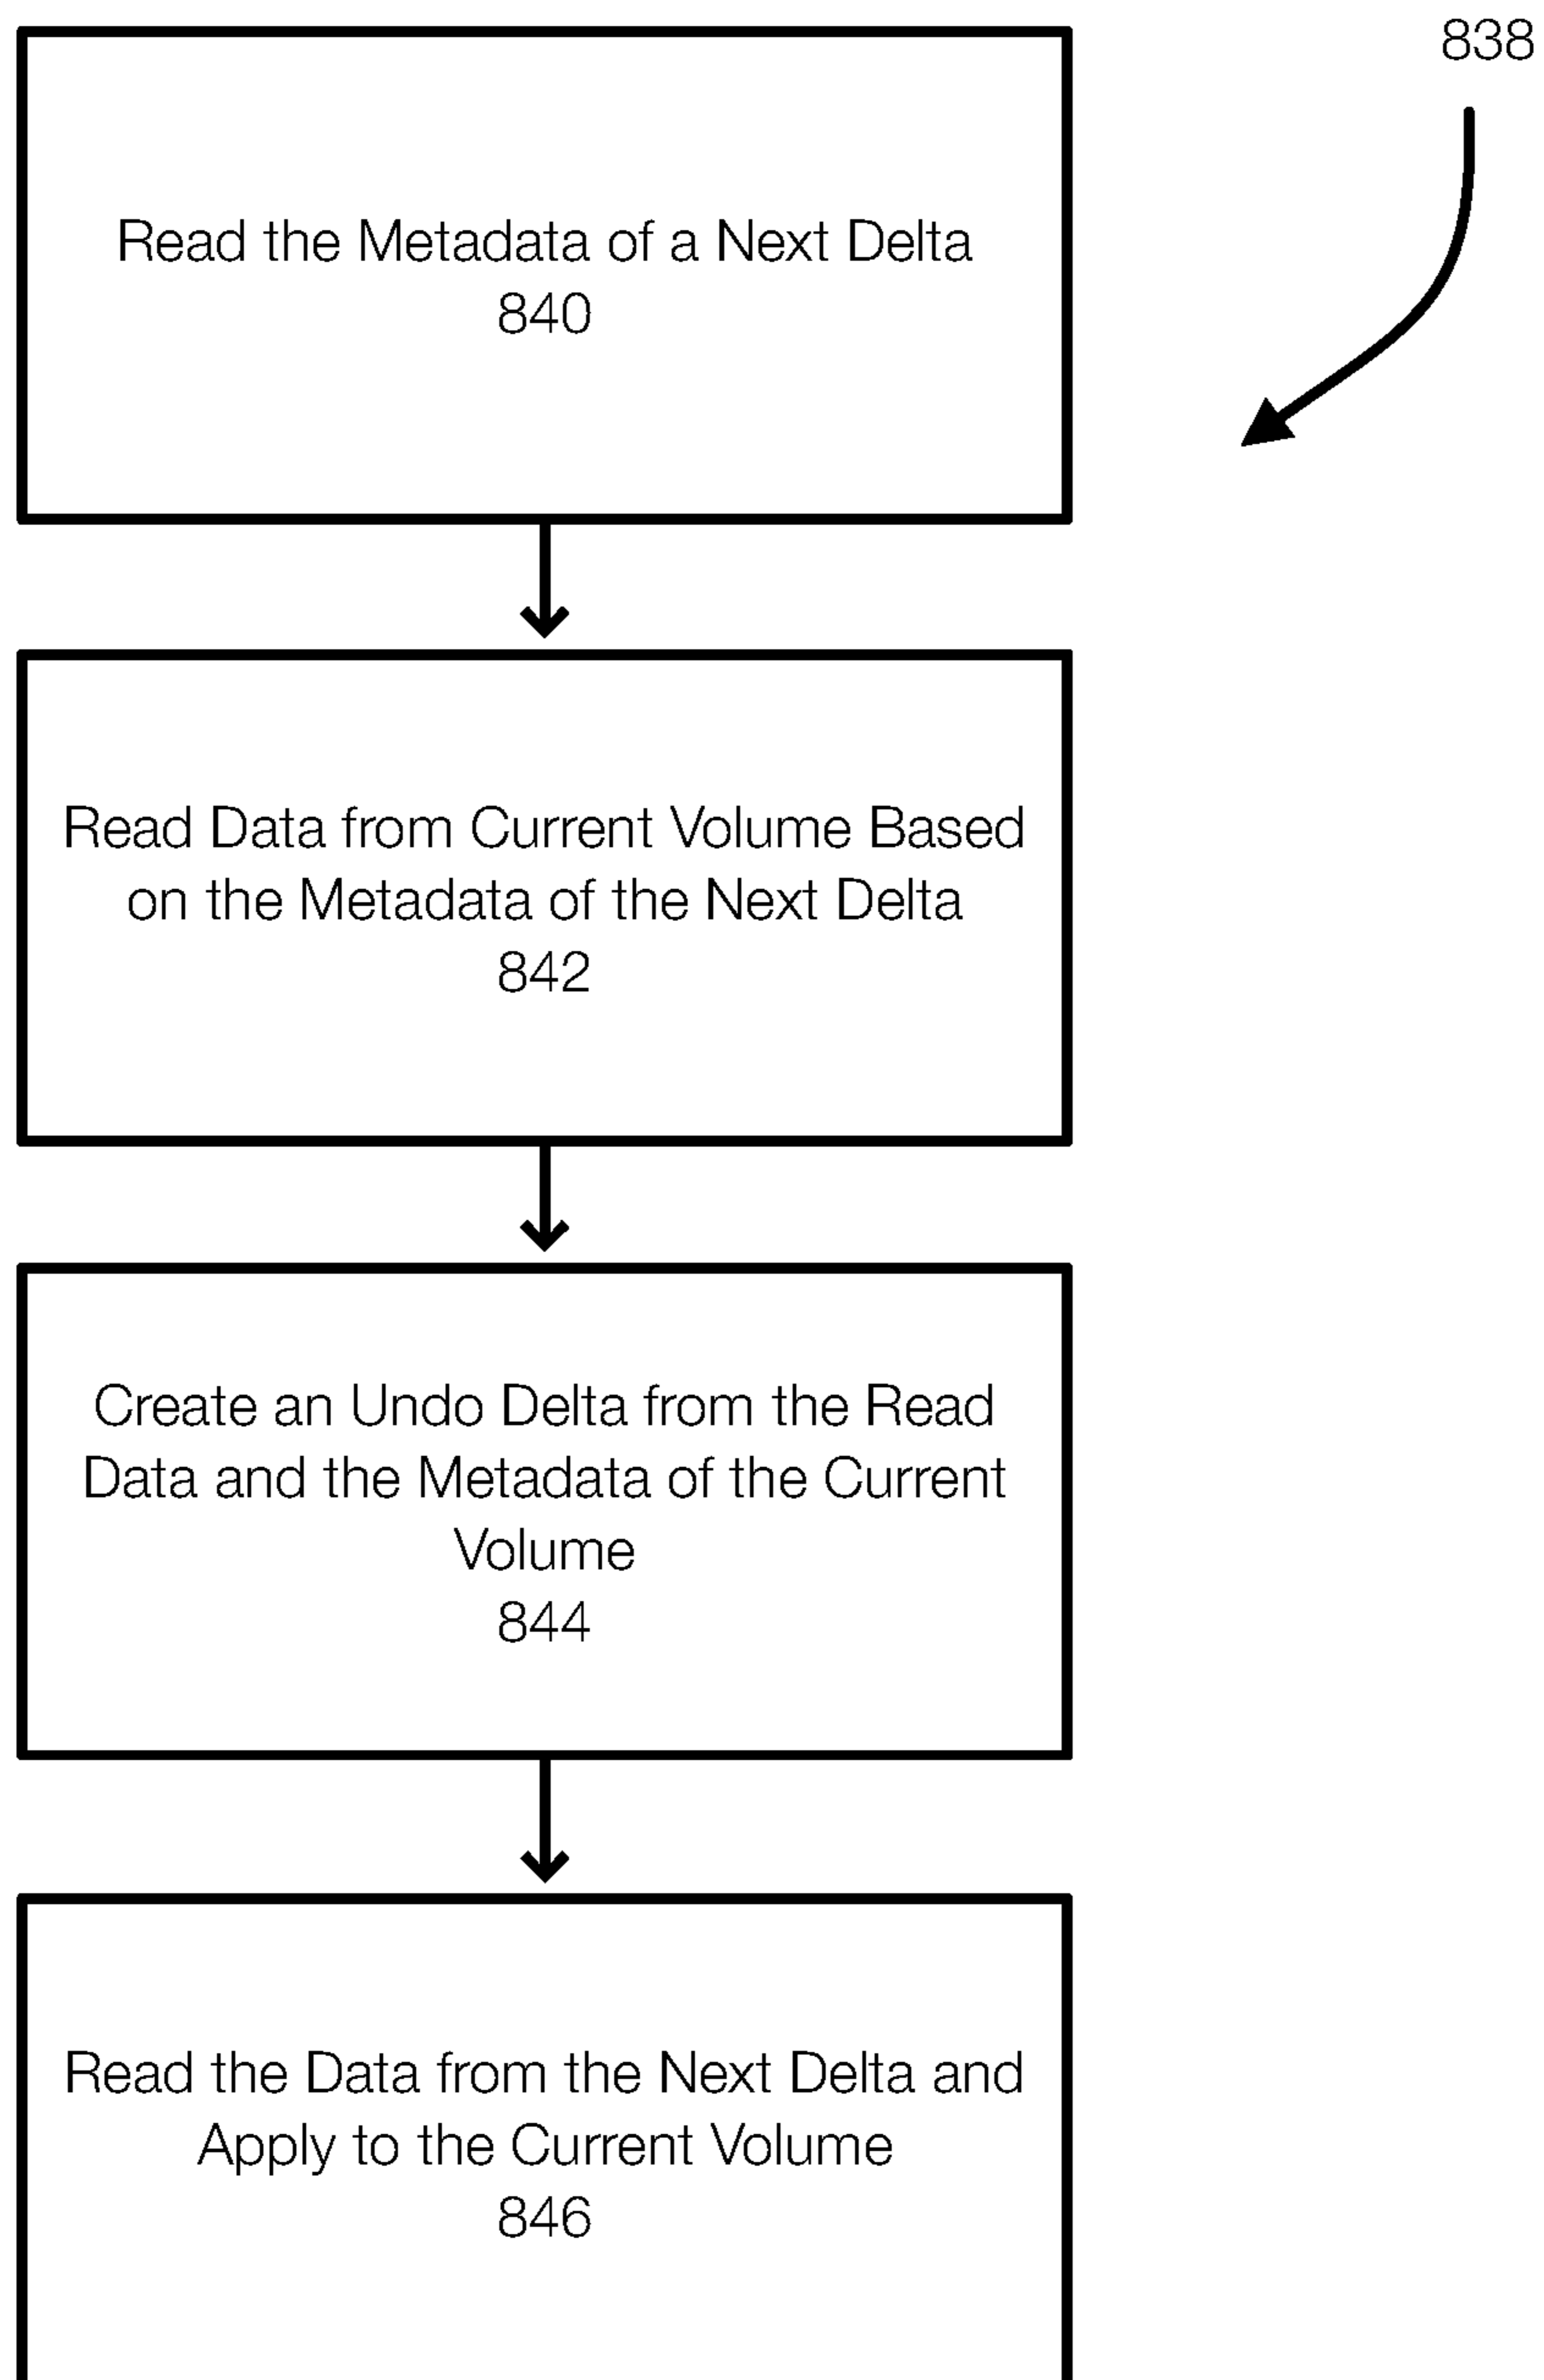 838
Read the Metadata of a Next Delta
840
Read Data from Current Volume Based
on the Metadata of the Next Delta
842
Create an Undo Delta from the Read
Data and the Metadata of the Current
Volume
844
Read the Data from the Next Delta and
Apply to the Current Volume
846